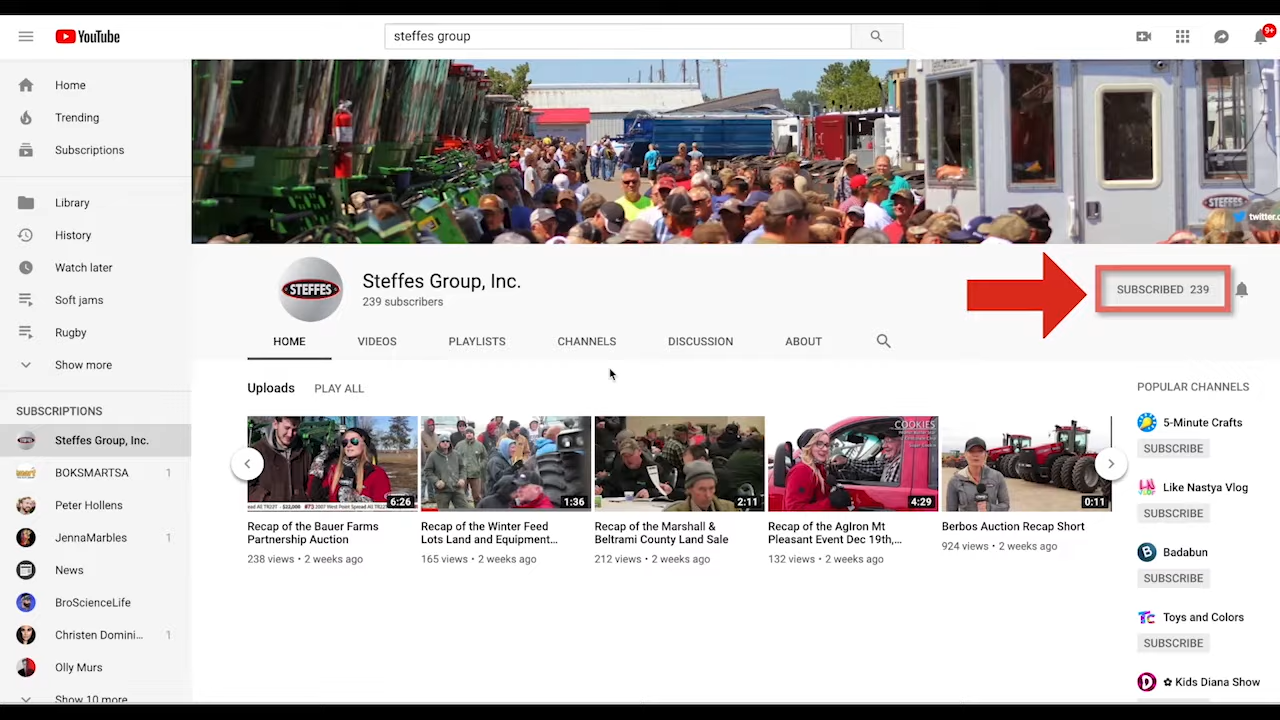 YouTube
steffes group
9+
Home
Trending
Subscriptions
Library
History
Watch later
Soft jams
Rugby
Show more
SUBSCRIPTIONS
Steffes Group, Inc.
BOKSMARTSA 1
Peter Hollens
JennaMarbles
News
BroScienceLife
Christen Domini... 1
Olly Murs
Show 10 more
STEFFES
twitter.c
STEFFES
Steffes Group, Inc.
239 subscribers
SUBSCRIBED 239
HOME VIDEOS PLAYLISTS CHANNELS DISCUSSION ABOUT
Uploads PLAY ALL
COOKIES
6:26 1:36 2:11 4:29 0:11
Recap of the Bauer Farms
Partnership Auction
238 views • 2 weeks ago
Recap of the Winter Feed
Lots Land and Equipment...
165 views • 2 weeks ago
Recap of the Marshall &
Beltrami County Land Sale
212 views • 2 weeks ago
Recap of the AgIron Mt
Pleasant Event Dec 19th,...
132 views • 2 weeks ago
Berbos Auction Recap Short
924 views • 2 weeks ago
POPULAR CHANNELS
5-Minute Crafts
SUBSCRIBE
Like Nastya Vlog
SUBSCRIBE
Badabun
SUBSCRIBE
Toys and Colors
SUBSCRIBE
✿ Kids Diana Show